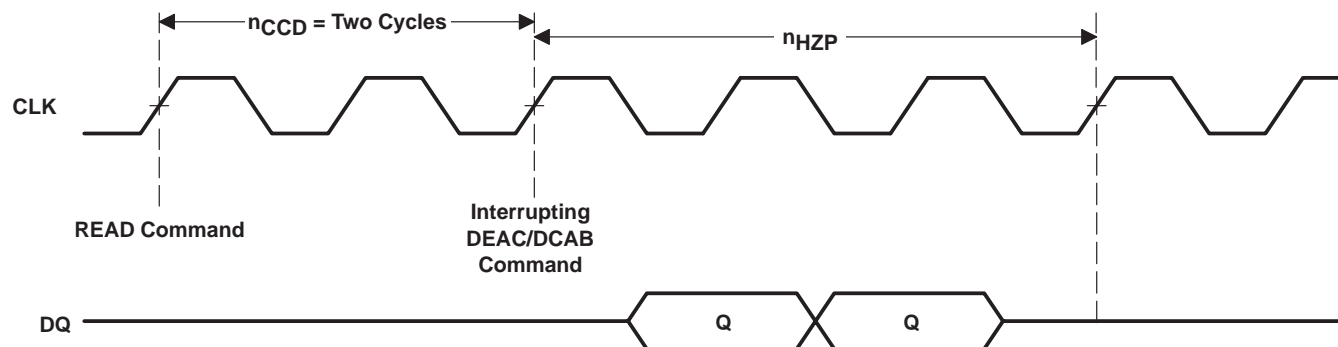 nCCD = Two Cycles
nHZP
CLK
READ Command
Interrupting
DEAC/DCAB
Command
DQ
Q
Q